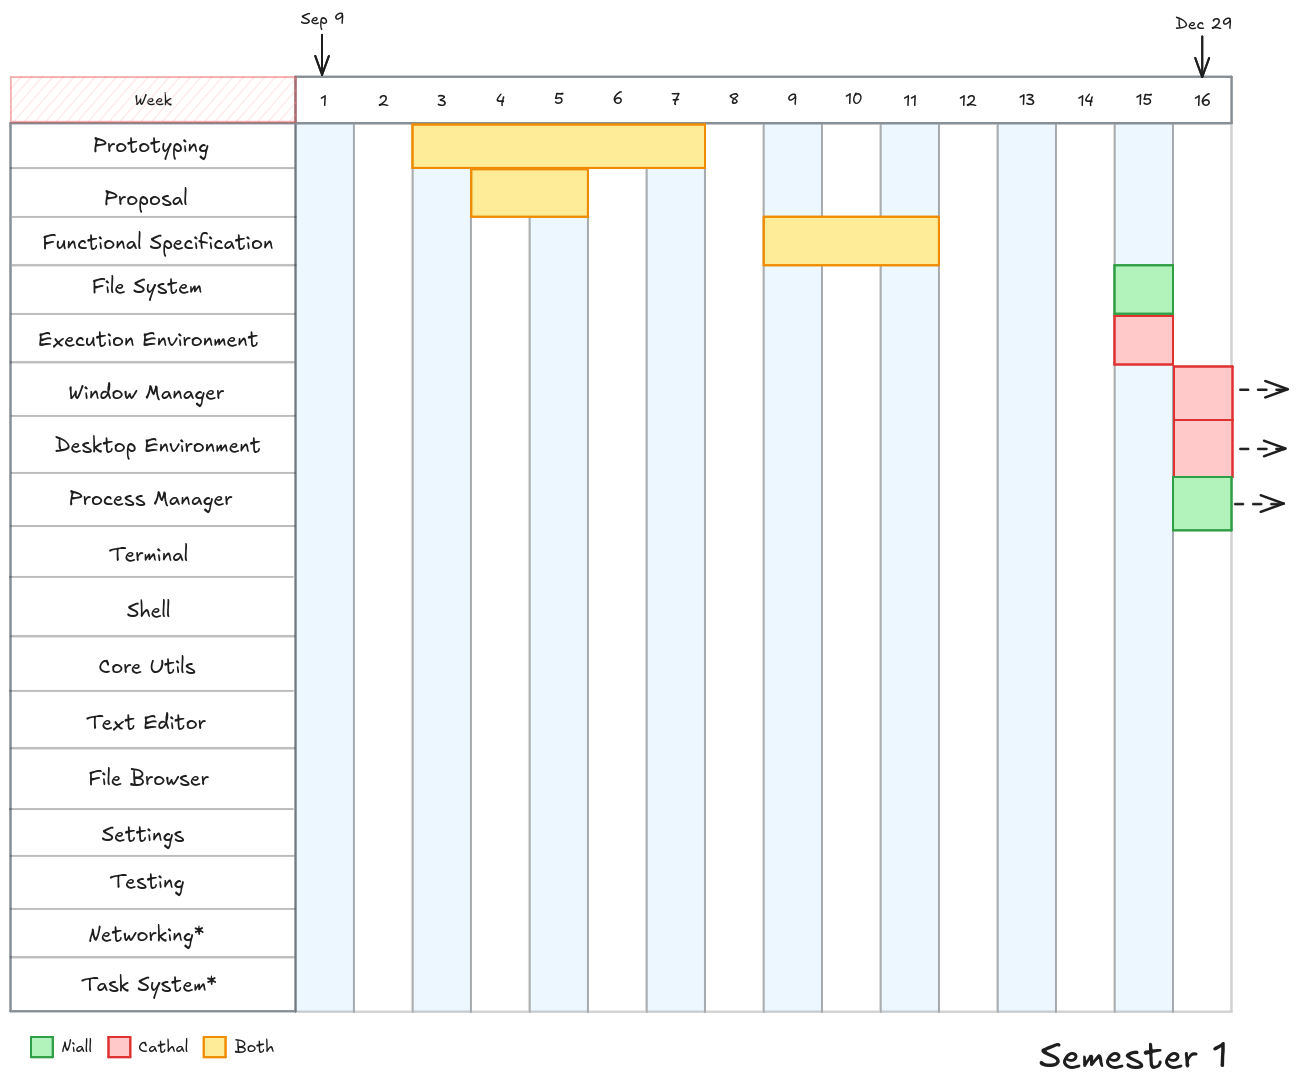 Sep 9
Dec 29
Week 1 2 3 4 5 6 7 8 9 10 11 12 13 14 15 16
Prototyping
Proposal
Functional Specification
File System
Execution Environment
Window Manager
Desktop Environment
Process Manager
Terminal
Shell
Core Utils
Text Editor
File Browser
Settings
Testing
Networking*
Task System*
Niall Cathal Both
Semester 1